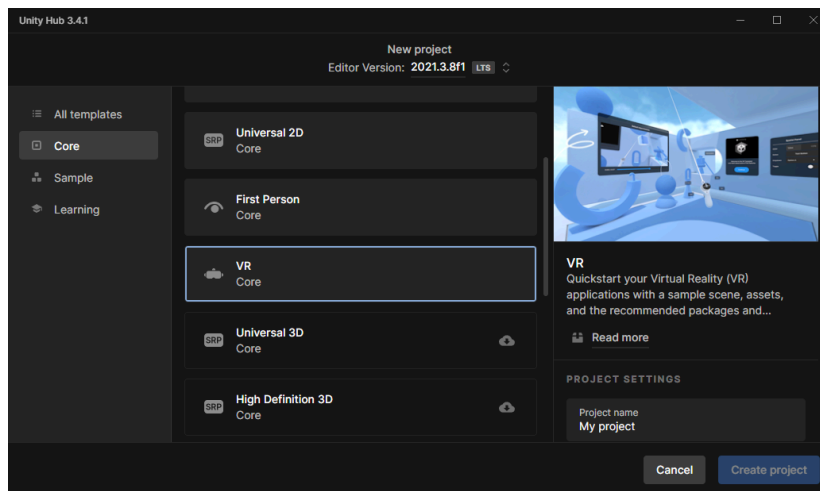 Unity Hub 3.4.1
New project
Editor Version: 2021.3.8f1 LTS
All templates
Core
Sample
Learning
SRP
Universal 2D
Core
First Person
Core
VR
Core
SRP
Universal 3D
Core
SRP
High Definition 3D
Core
VR
Quickstart your Virtual Reality (VR)
applications with a sample scene, assets,
and the recommended packages and...
Read more
PROJECT SETTINGS
Project name
My project
Cancel
Create project